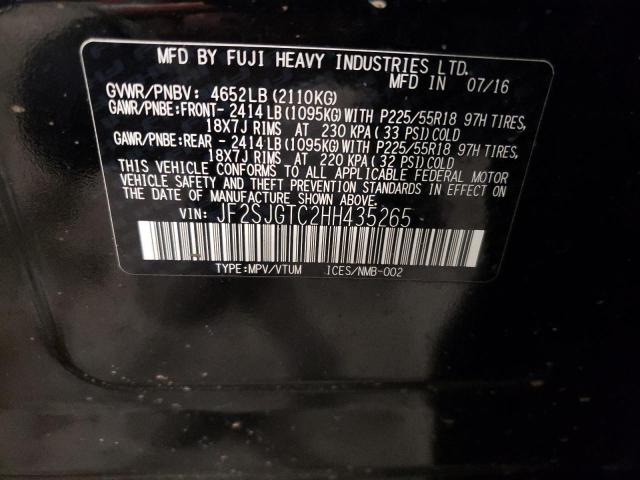 MFD BY FUJI HEAVY INDUSTRIES LTD.
MFD IN 07/16
GVWR/PNBV: 4652LB (2110KG)
GAWR/PNBE:FRONT- 2414 LB (1095KG) WITH P225/55R18 97H TIRES,
18X7J RIMS AT 230 KPA (33 PSI) COLD
GAWR/PNBE:REAR - 2414 LB (1095KG) WITH P225/55R18 97H TIRES,
18X7J RIMS AT 220 KPA (32 PSI) COLD
THIS VEHICLE CONFORMS TO ALL APPLICABLE FEDERAL MOTOR
VEHICLE SAFETY AND THEFT PREVENTION STANDARDS IN EFFECT ON
THE DATE OF MANUFACTURE SHOWN ABOVE.
VIN: JF2SJGTC2HH435265
TYPE:MPV/VTUM ICES/NMB-002